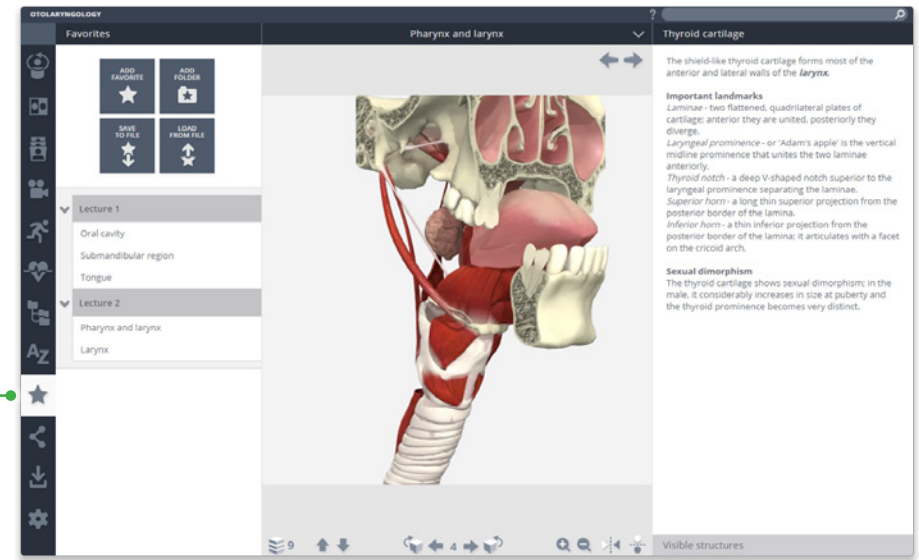 OTOLARYNGOLOGY
?
Favorites
Pharynx and larynx
Thyroid cartilage
ADD
FAVORITE
ADD
FOLDER
SAVE
TO FILE
LOAD
FROM FILE
Lecture 1
Oral cavity
Submandibular region
Tongue
Lecture 2
Pharynx and larynx
Larynx
AZ
The shield-like thyroid cartilage forms most of the
anterior and lateral walls of the larynx.
Important landmarks
Laminae - two flattened, quadrilateral plates of
cartilage; anterior they are united, posteriorly they
diverge.
Laryngeal prominence - or 'Adam's apple' is the vertical
midline prominence that unites the two laminae
anteriorly.
Thyroid notch - a deep V-shaped notch superior to the
laryngeal prominence separating the laminae.
Superior horn - a long thin superior projection from the
posterior border of the lamina.
Inferior horn - a thin inferior projection from the
posterior border of the lamina; it articulates with a facet
on the cricoid arch.
Sexual dimorphism
The thyroid cartilage shows sexual dimorphism; in the
male, it considerably increases in size at puberty and
the thyroid prominence becomes very distinct.
9
4
Visible structures